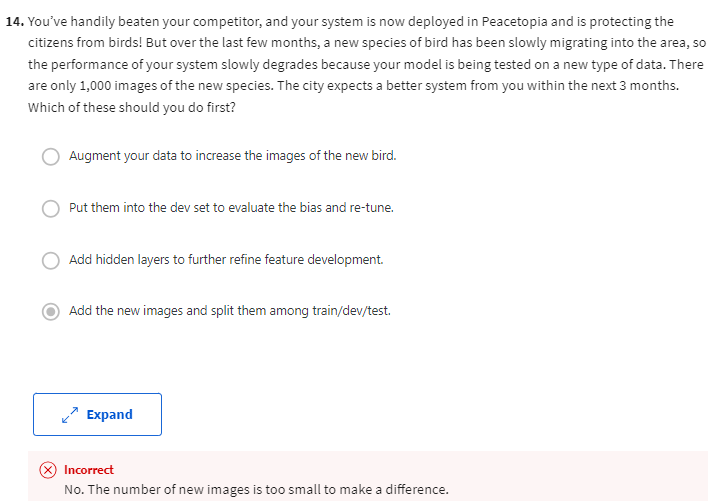 14. You've handily beaten your competitor, and your system is now deployed in Peacetopia and is protecting the
citizens from birds! But over the last few months, a new species of bird has been slowly migrating into the area, so
the performance of your system slowly degrades because your model is being tested on a new type of data. There
are only 1,000 images of the new species. The city expects a better system from you within the next 3 months.
Which of these should you do first?
Augment your data to increase the images of the new bird.
Put them into the dev set to evaluate the bias and re-tune.
Add hidden layers to further refine feature development.
Add the new images and split them among train/dev/test.
Expand
Incorrect
No. The number of new images is too small to make a difference.